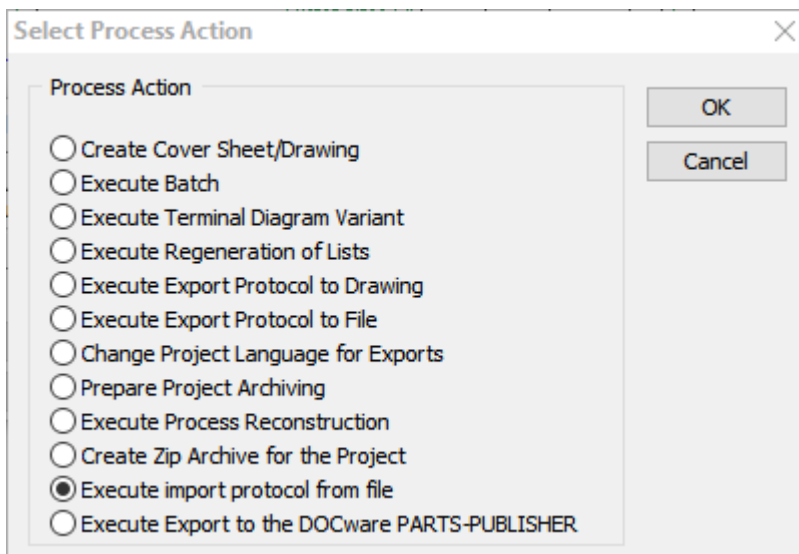 Select Process Action
Process Action
OK
Cancel
Create Cover Sheet/Drawing
Execute Batch
Execute Terminal Diagram Variant
Execute Regeneration of Lists
Execute Export Protocol to Drawing
Execute Export Protocol to File
Change Project Language for Exports
Prepare Project Archiving
Execute Process Reconstruction
Create Zip Archive for the Project
Execute import protocol from file
Execute Export to the DOCware PARTS-PUBLISHER